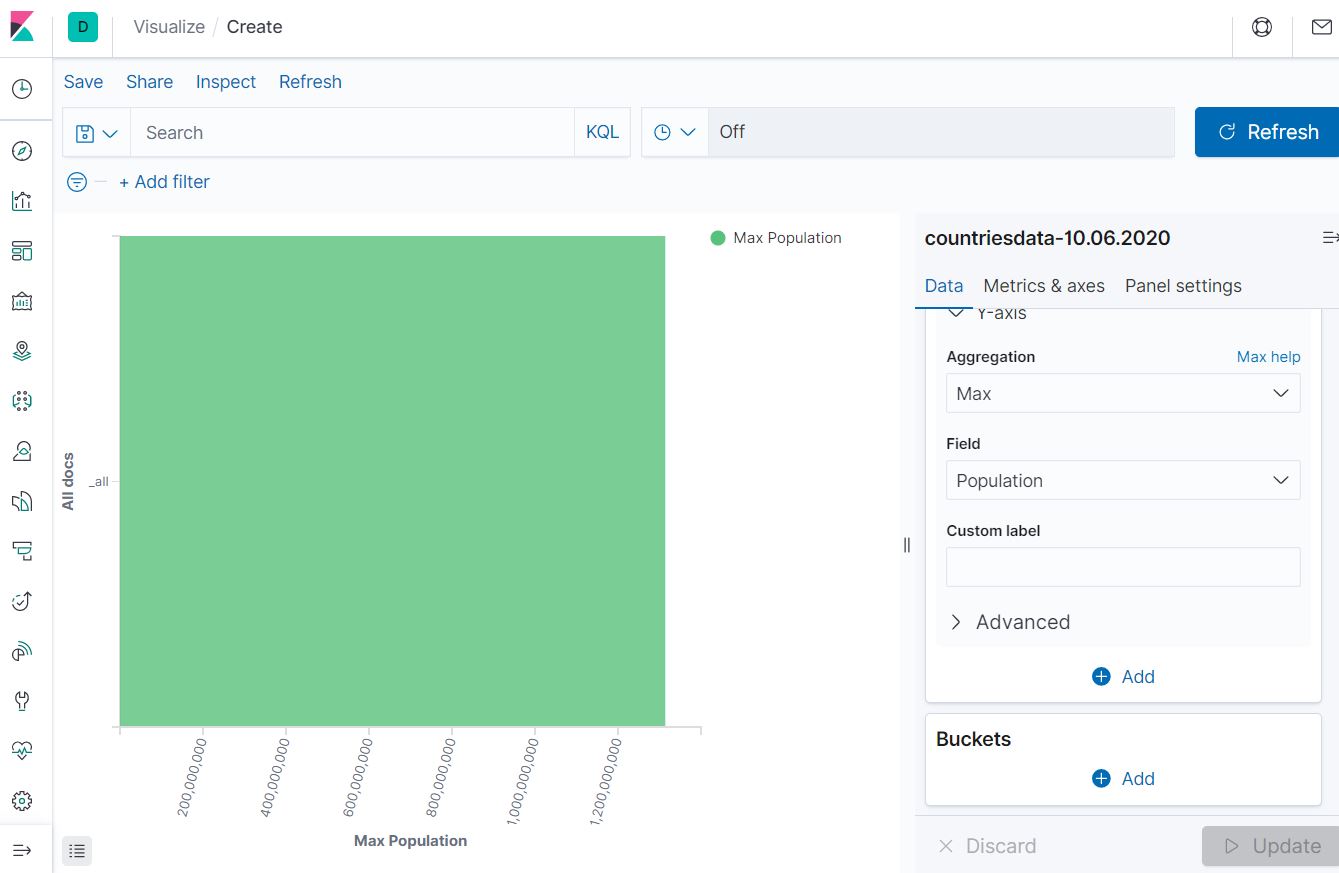 D
Visualize / Create
Save Share Inspect Refresh
Search KQL Off Refresh
+ Add filter
Max Population
All docs
_all
200,000,000
400,000,000
600,000,000
800,000,000
1,000,000,000
1,200,000,000
Max Population
countriesdata-10.06.2020
Data Metrics & axes Panel settings
Y-axis
Aggregation Max help
Max
Field
Population
Custom label
Advanced
Add
Buckets
Add
Discard Update